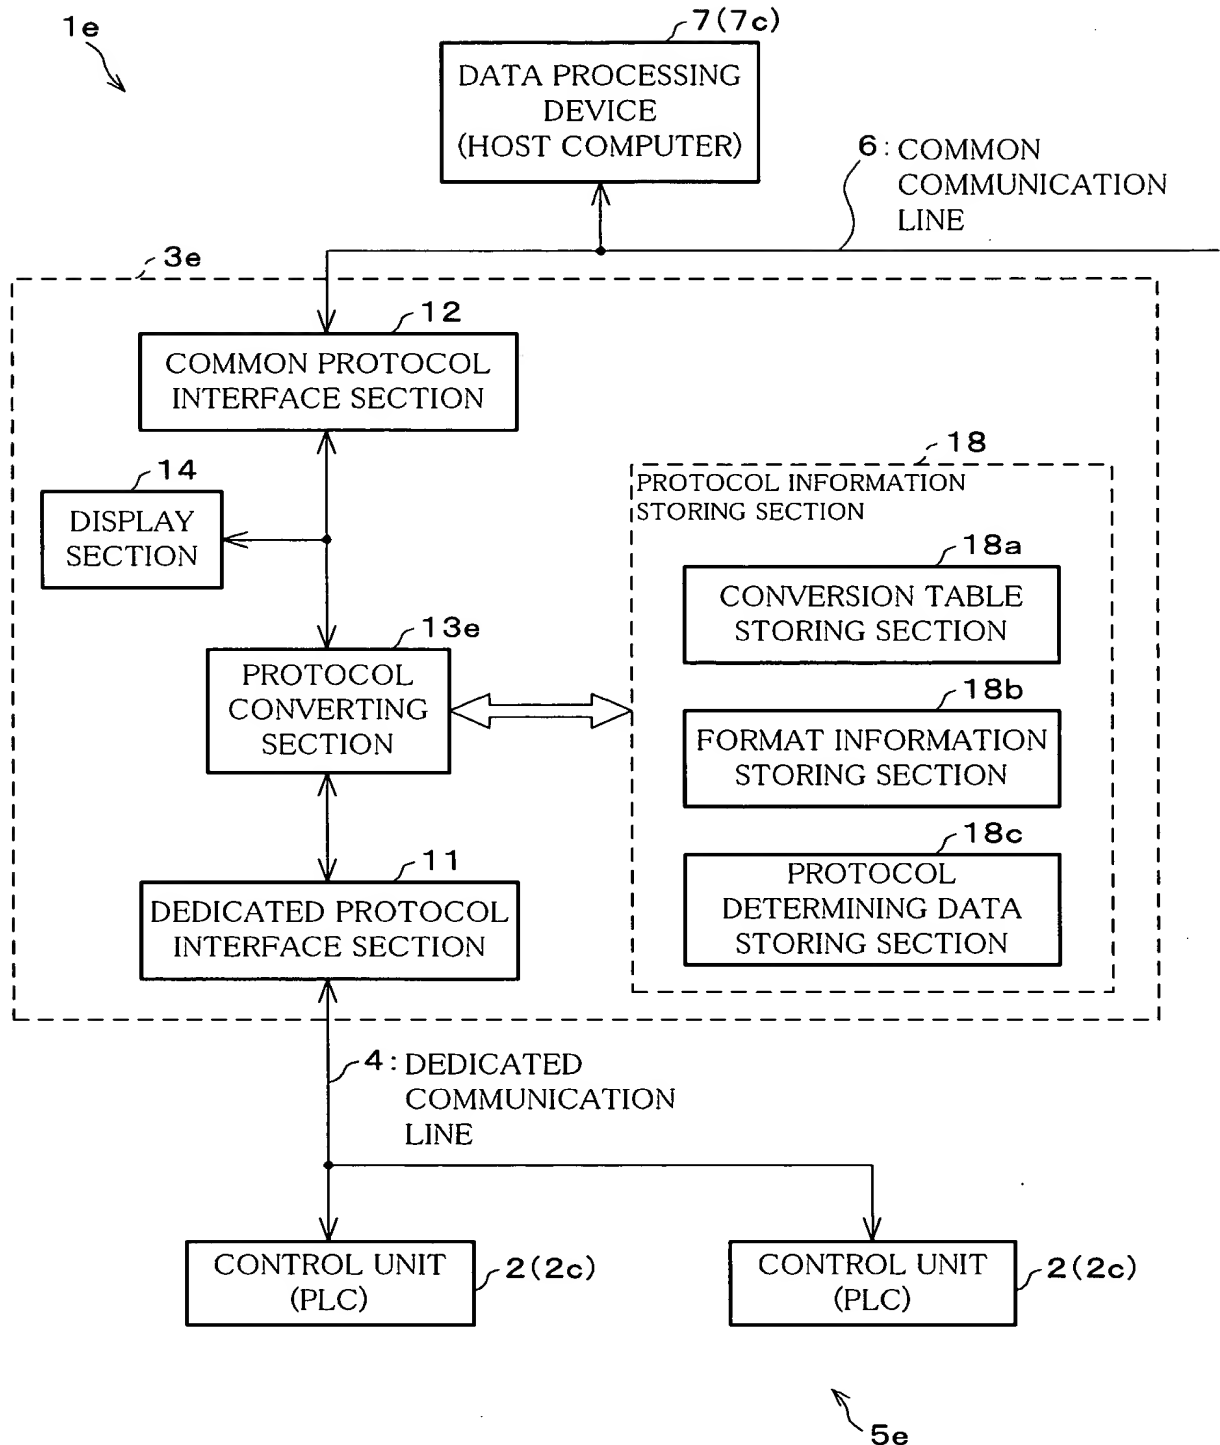 1e
7(7c)
DATA PROCESSING
DEVICE
(HOST COMPUTER)
6: COMMON
COMMUNICATION
LINE
3e
12
COMMON PROTOCOL
INTERFACE SECTION
14
DISPLAY
SECTION
18
PROTOCOL INFORMATION
STORING SECTION
18a
CONVERSION TABLE
STORING SECTION
13e
PROTOCOL
CONVERTING
SECTION
18b
FORMAT INFORMATION
STORING SECTION
18c
PROTOCOL
DETERMINING DATA
STORING SECTION
11
DEDICATED PROTOCOL
INTERFACE SECTION
4: DEDICATED
COMMUNICATION
LINE
CONTROL UNIT
(PLC)
2(2c)
CONTROL UNIT
(PLC)
2(2c)
5e